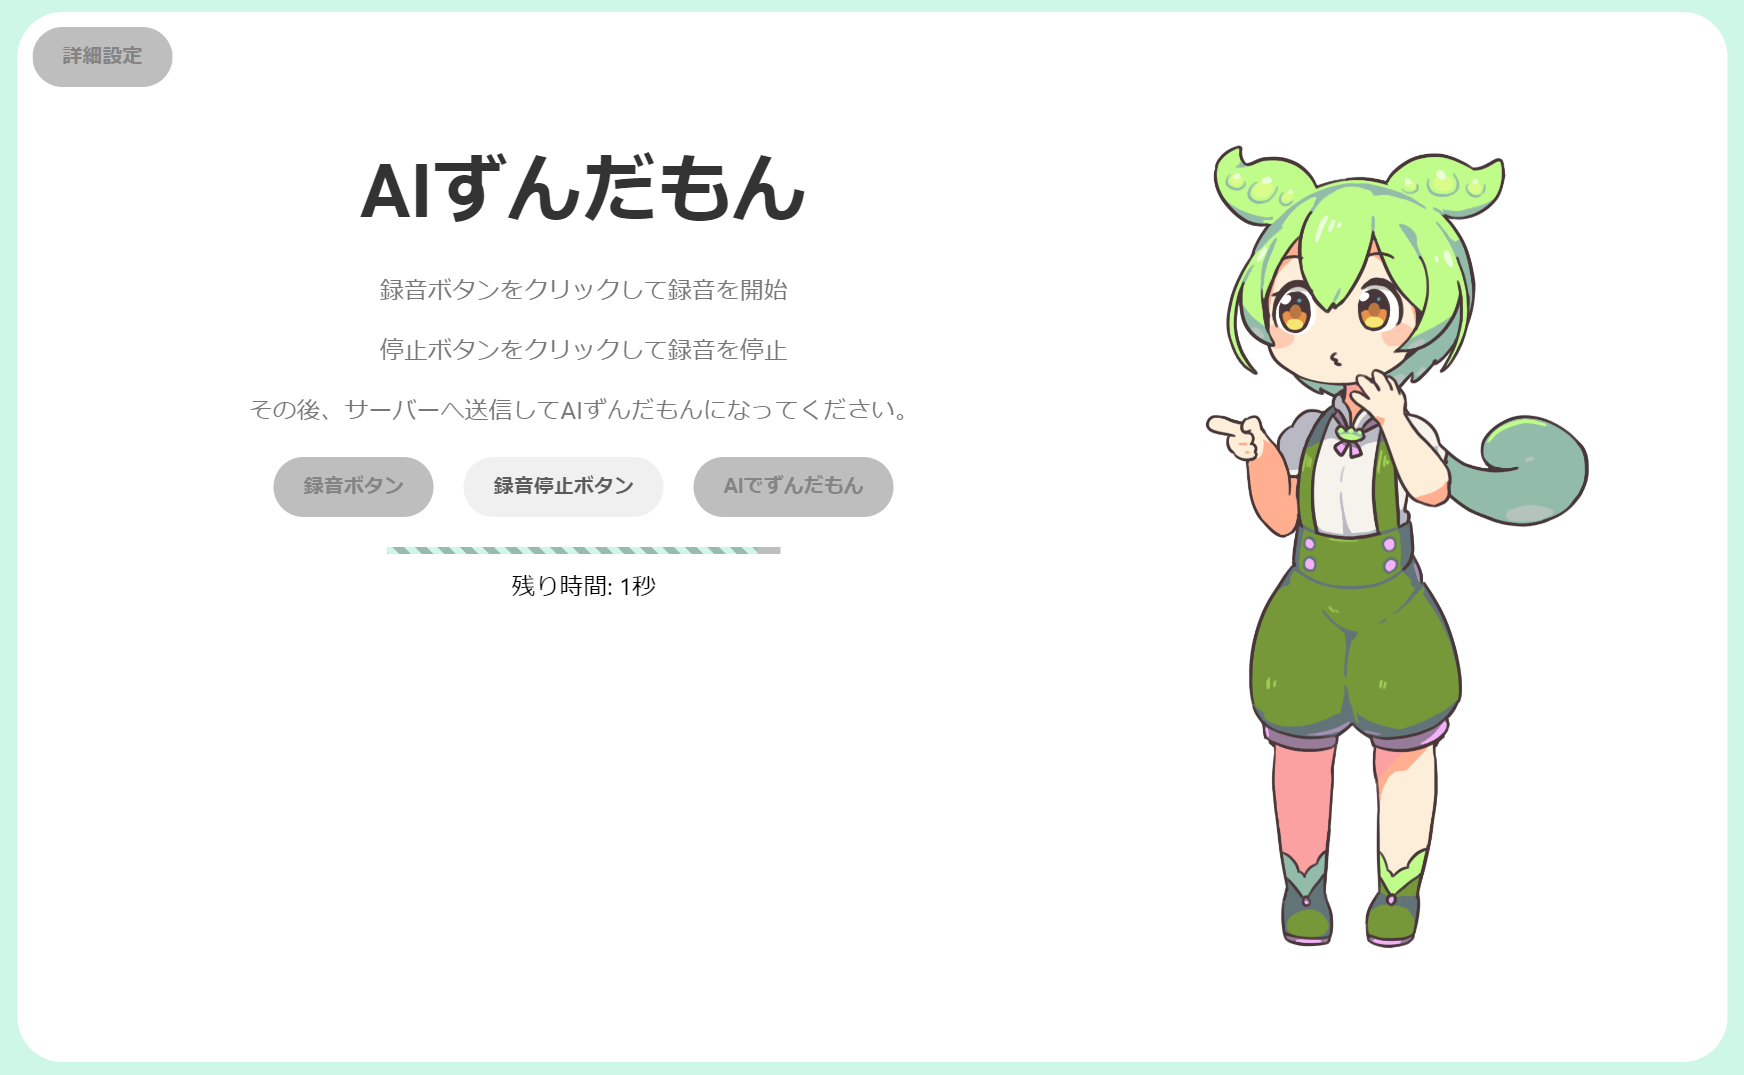 詳細設定
AIずんだもん
録音ボタンをクリックして録音を開始
停止ボタンをクリックして録音を停止
その後、サーバーへ送信してAIずんだもんになってください。
録音ボタン
録音停止ボタン
AIでずんだもん
残り時間: 1秒